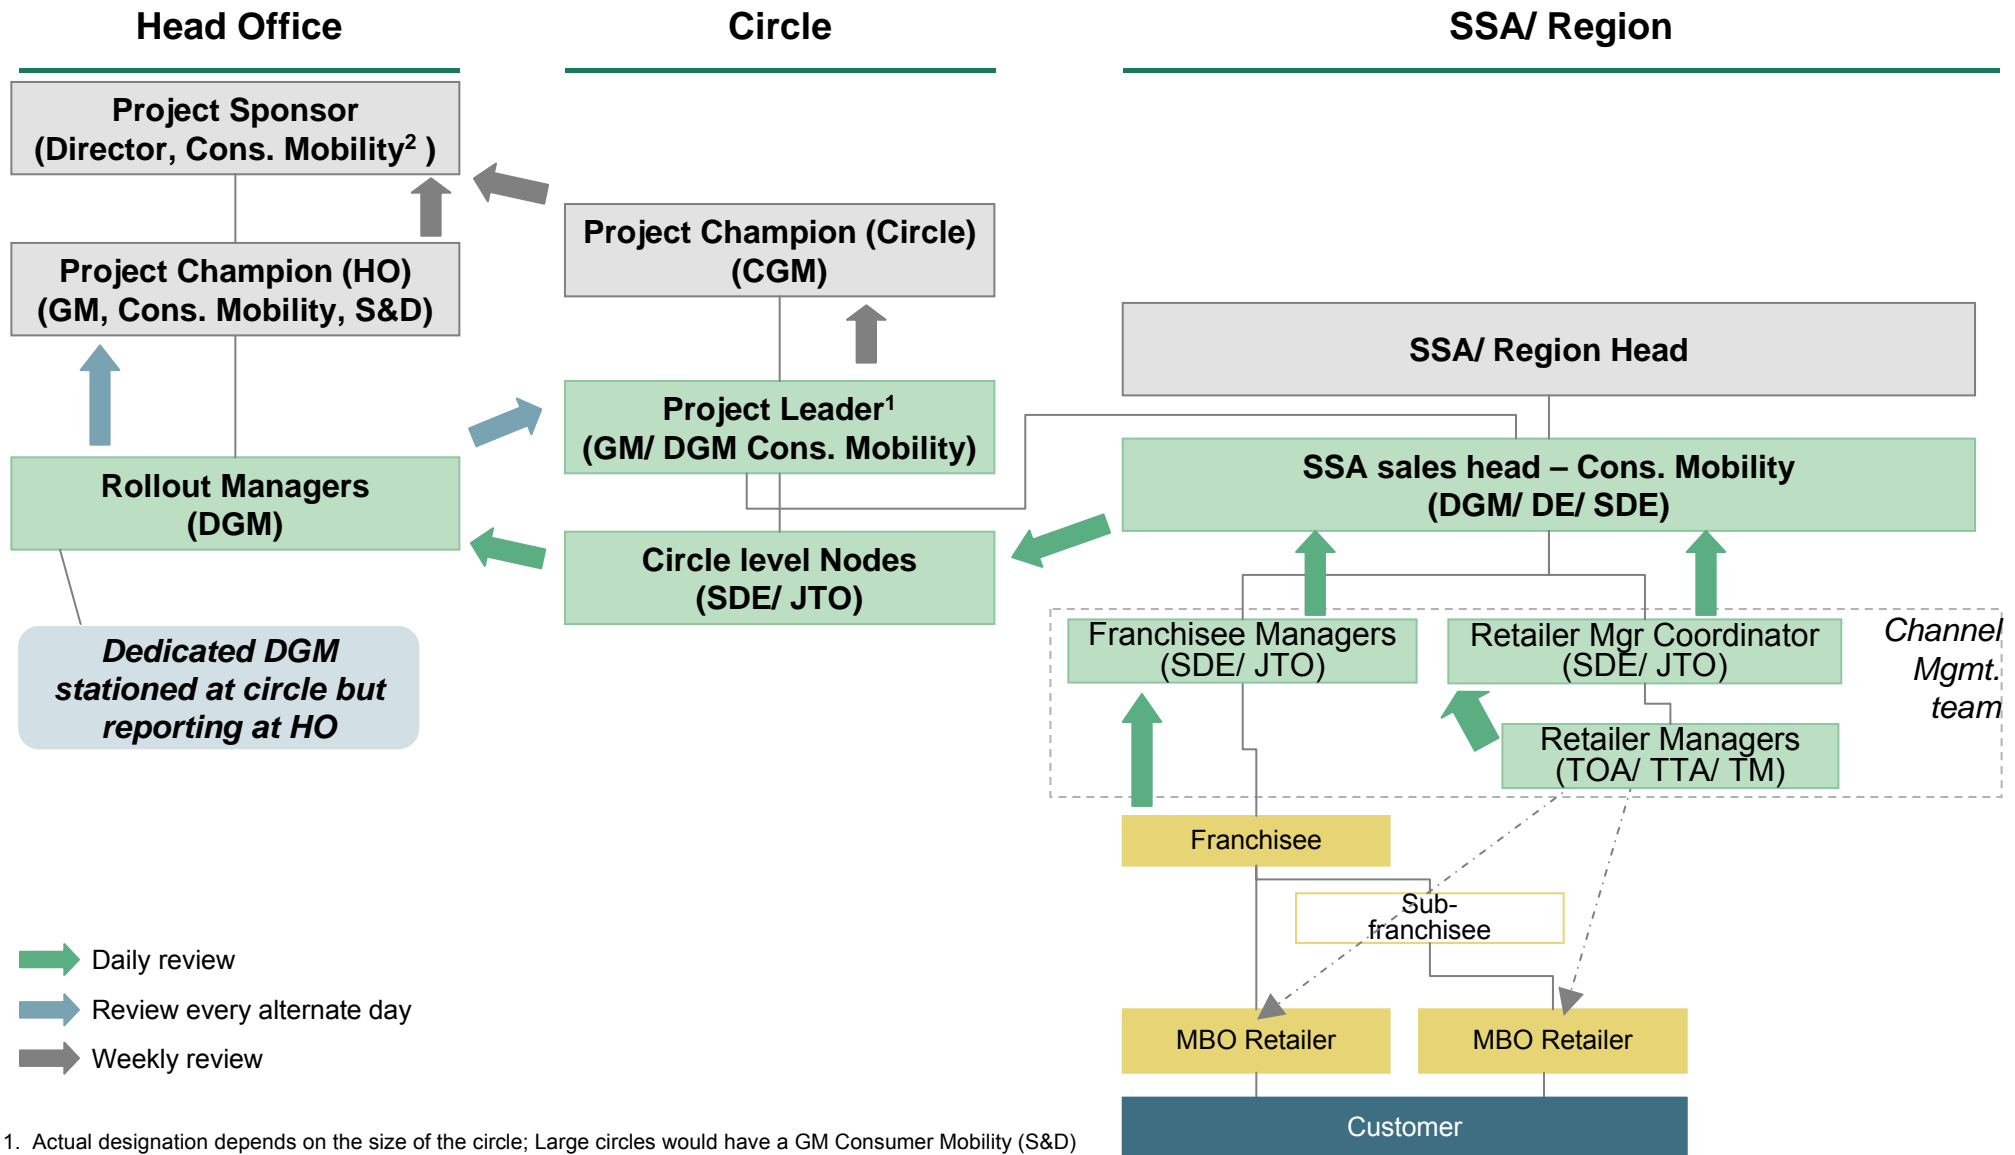 Head Office
Circle
SSA/ Region
Project Sponsor
(Director, Cons. Mobility² )
Project Champion (HO)
(GM, Cons. Mobility, S&D)
Rollout Managers
(DGM)
Dedicated DGM
stationed at circle but
reporting at HO
Project Champion (Circle)
(CGM)
Project Leader¹
(GM/ DGM Cons. Mobility)
Circle level Nodes
(SDE/ JTO)
SSA/ Region Head
SSA sales head – Cons. Mobility
(DGM/ DE/ SDE)
Franchisee Managers
(SDE/ JTO)
Retailer Mgr Coordinator
(SDE/ JTO)
Channel
Mgmt.
team
Retailer Managers
(TOA/ TTA/ TM)
Franchisee
Sub-
franchisee
MBO Retailer
MBO Retailer
Customer
Daily review
Review every alternate day
Weekly review
1. Actual designation depends on the size of the circle; Large circles would have a GM Consumer Mobility (S&D)